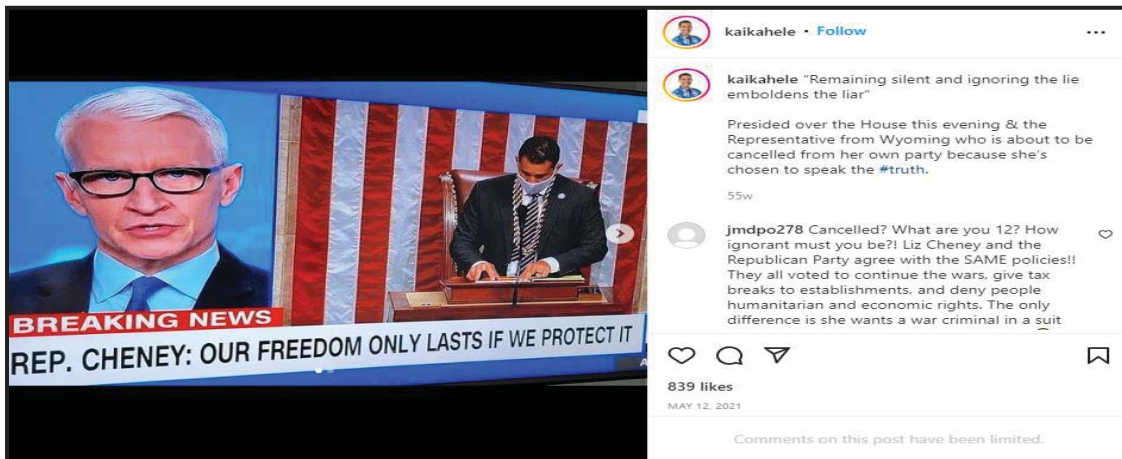 BREAKING NEWS
REP. CHENEY: OUR FREEDOM ONLY LASTS IF WE PROTECT IT
kaikahele • Follow
kaikahele “Remaining silent and ignoring the lie
emboldens the liar”
Presided over the House this evening & the
Representative from Wyoming who is about to be
cancelled from her own party because she's
chosen to speak the #truth.
55w
jmdpo278 Cancelled? What are you 12? How
ignorant must you be?! Liz Cheney and the
Republican Party agree with the SAME policies!!
They all voted to continue the wars, give tax
breaks to establishments, and deny people
humanitarian and economic rights. The only
difference is she wants a war criminal in a suit
839 likes
MAY 12, 2021
Comments on this post have been limited.